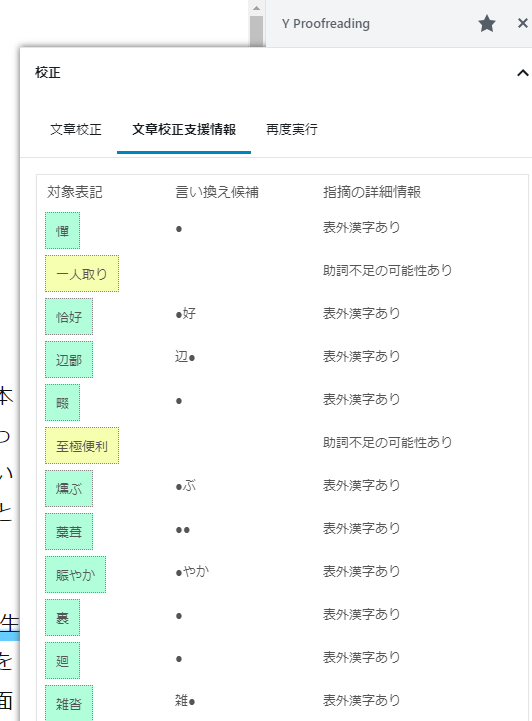 Y Proofreading
校正
文章校正 文章校正支援情報 再度実行
対象表記 言い換え候補 指摘の詳細情報
憚 ● 表外漢字あり
一人取り 助詞不足の可能性あり
恰好 ●好 表外漢字あり
辺鄙 辺● 表外漢字あり
畷 ● 表外漢字あり
至極便利 助詞不足の可能性あり
燻ぶ ●ぶ 表外漢字あり
藁葺 ●● 表外漢字あり
賑やか ●やか 表外漢字あり
裏 ● 表外漢字あり
廻 ● 表外漢字あり
雑沓 雑● 表外漢字あり
本
い
と
生
を
面